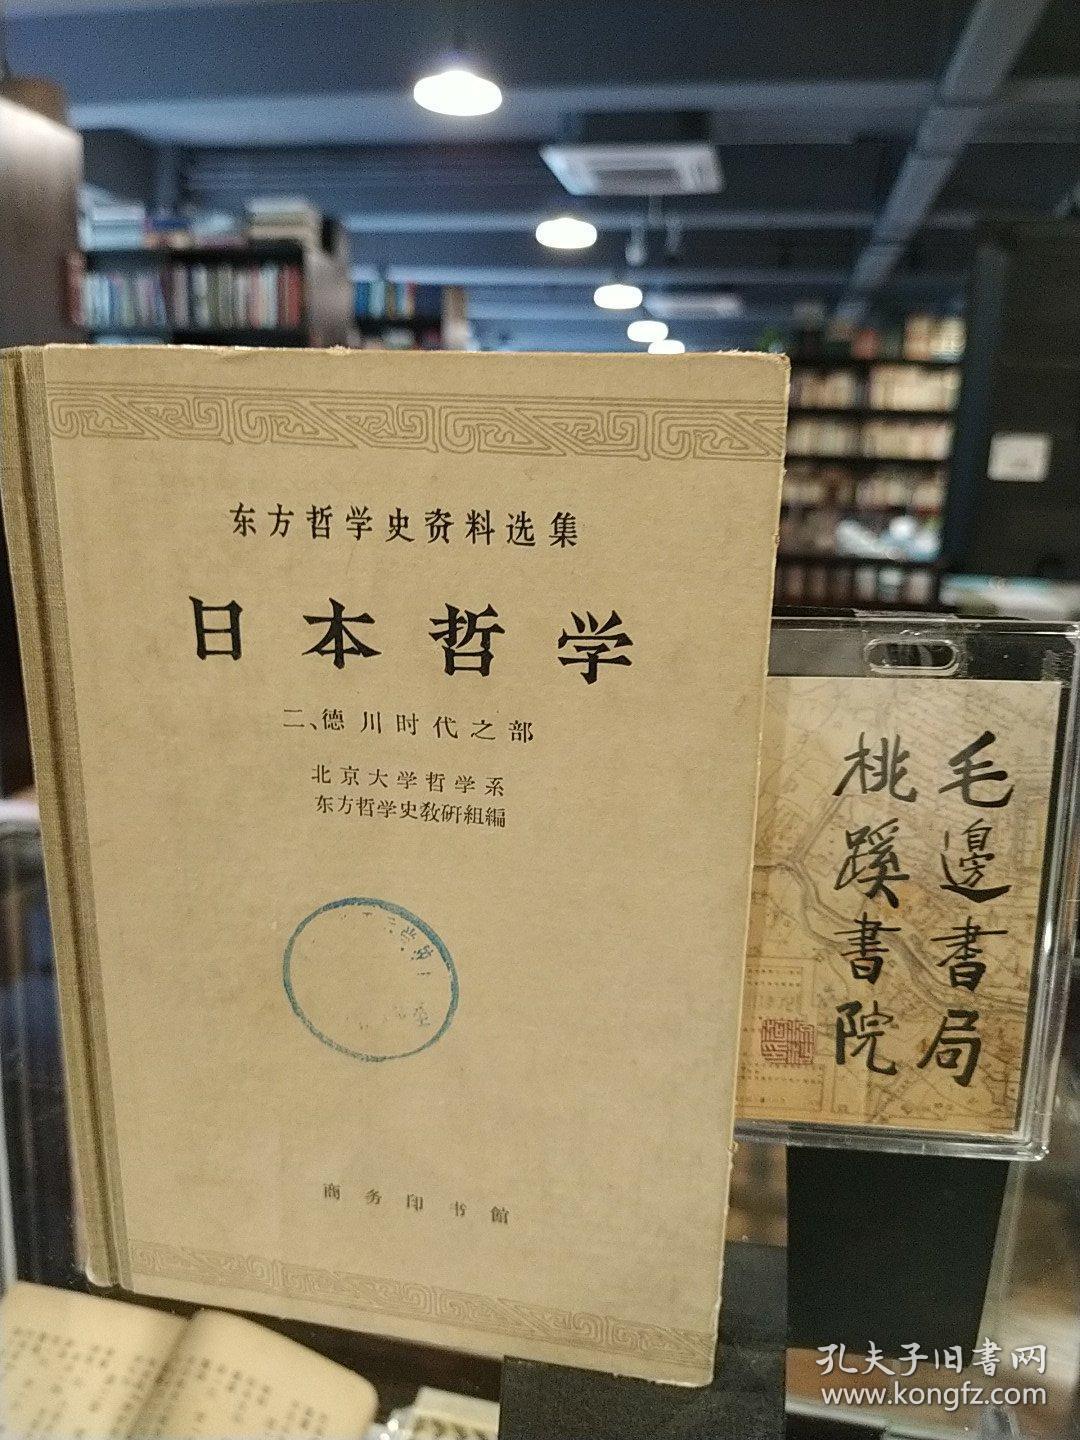 东方哲学史资料选集
日本哲学
二、德川时代之部
北京大学哲学系
东方哲学史教研組編
商务印书館
毛邊書局
桃蹊書院
孔夫子旧書网
www.kongfz.com